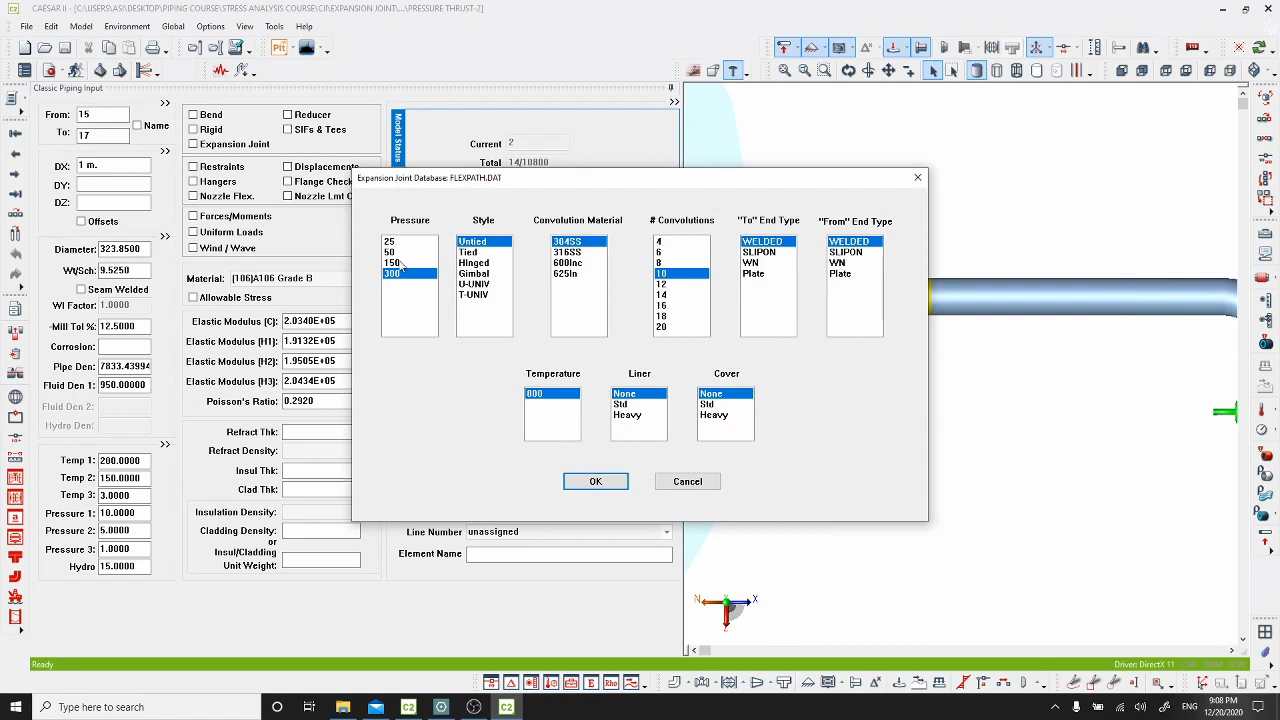 CAESAR II - [C:\USERS\ASI\DESKTOP\PIPING COURSE\STRESS ANALYSIS COURSE\CII\EXPANSION JOINT\...\PRESSURE THRUST-2]
File Edit Model Environment Global Options View Tools Help
Classic Piping Input
From: 15
To: 17
Name
DX: 1 m.
DY:
DZ:
Offsets
Diameter: 323.8500
Wt/Sch: 9.5250
Seam Welded
WI Factor: 1.0000
-Mill Tol %: 12.5000
Corrosion:
Pipe Den: 7833.43994
Fluid Den 1: 950.00000
Fluid Den 2:
Hydro Den:
Temp 1: 200.0000
Temp 2: 150.0000
Temp 3: 3.0000
Pressure 1: 10.0000
Pressure 2: 5.0000
Pressure 3: 1.0000
Hydro 15.0000
Bend Reducer
Rigid SIFs & Tees
Expansion Joint
Restraints Displacements
Hangers Flange Check
Nozzle Flex. Nozzle Lmt C
Forces/Moments
Uniform Loads
Wind / Wave
Material: (106)A106 Grade B
Allowable Stress
Elastic Modulus (C): 2.0340E+05
Elastic Modulus (H1): 1.9132E+05
Elastic Modulus (H2): 1.9505E+05
Elastic Modulus (H3): 2.0434E+05
Poisson's Ratio: 0.2920
Refract Thk:
Refract Density:
Insul Thk:
Clad Thk:
Insulation Density:
Cladding Density:
or
Insul/Cladding
Unit Weight:
Model Status
Current 2
Total 14/10800
Line Number unassigned
Element Name
Expansion Joint Database: FLEXPATH.DAT
Pressure
25
50
150
300
Style
Untied
Tied
Hinged
Gimbal
U-UNIV
T-UNIV
Convolution Material
304SS
316SS
600In
625In
# Convolutions
4
6
8
10
12
14
16
18
20
"To" End Type
WELDED
SLIPON
WN
Plate
"From" End Type
WELDED
SLIPON
WN
Plate
Temperature
800
Liner
None
Std
Heavy
Cover
None
Std
Heavy
OK Cancel
X
Ready
Driver: DirectX 11
Type here to search
ENG
9:08 PM
12/20/2020